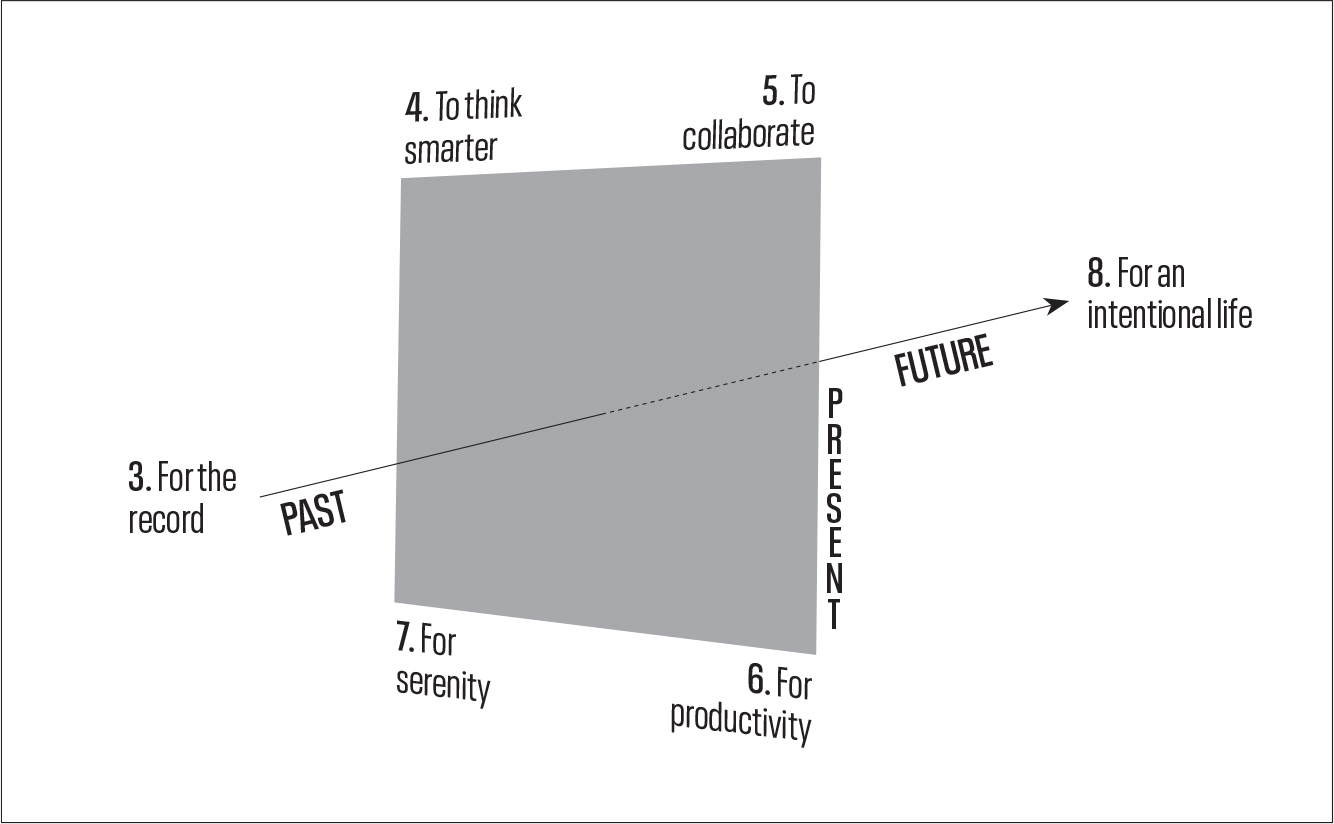 4. To think
smarter
5. To
collaborate
8. For an
intentional life
FUTURE
PRESENT
3. For the
record
PAST
7. For
serenity
6. For
productivity